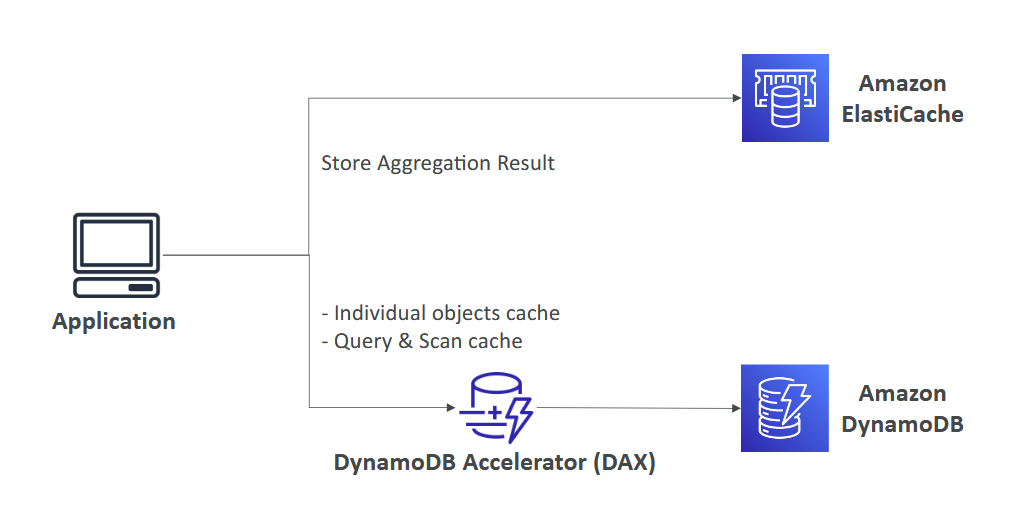 Amazon
ElastiCache
Store Aggregation Result
Application
- Individual objects cache
- Query & Scan cache
Amazon
DynamoDB
DynamoDB Accelerator (DAX)